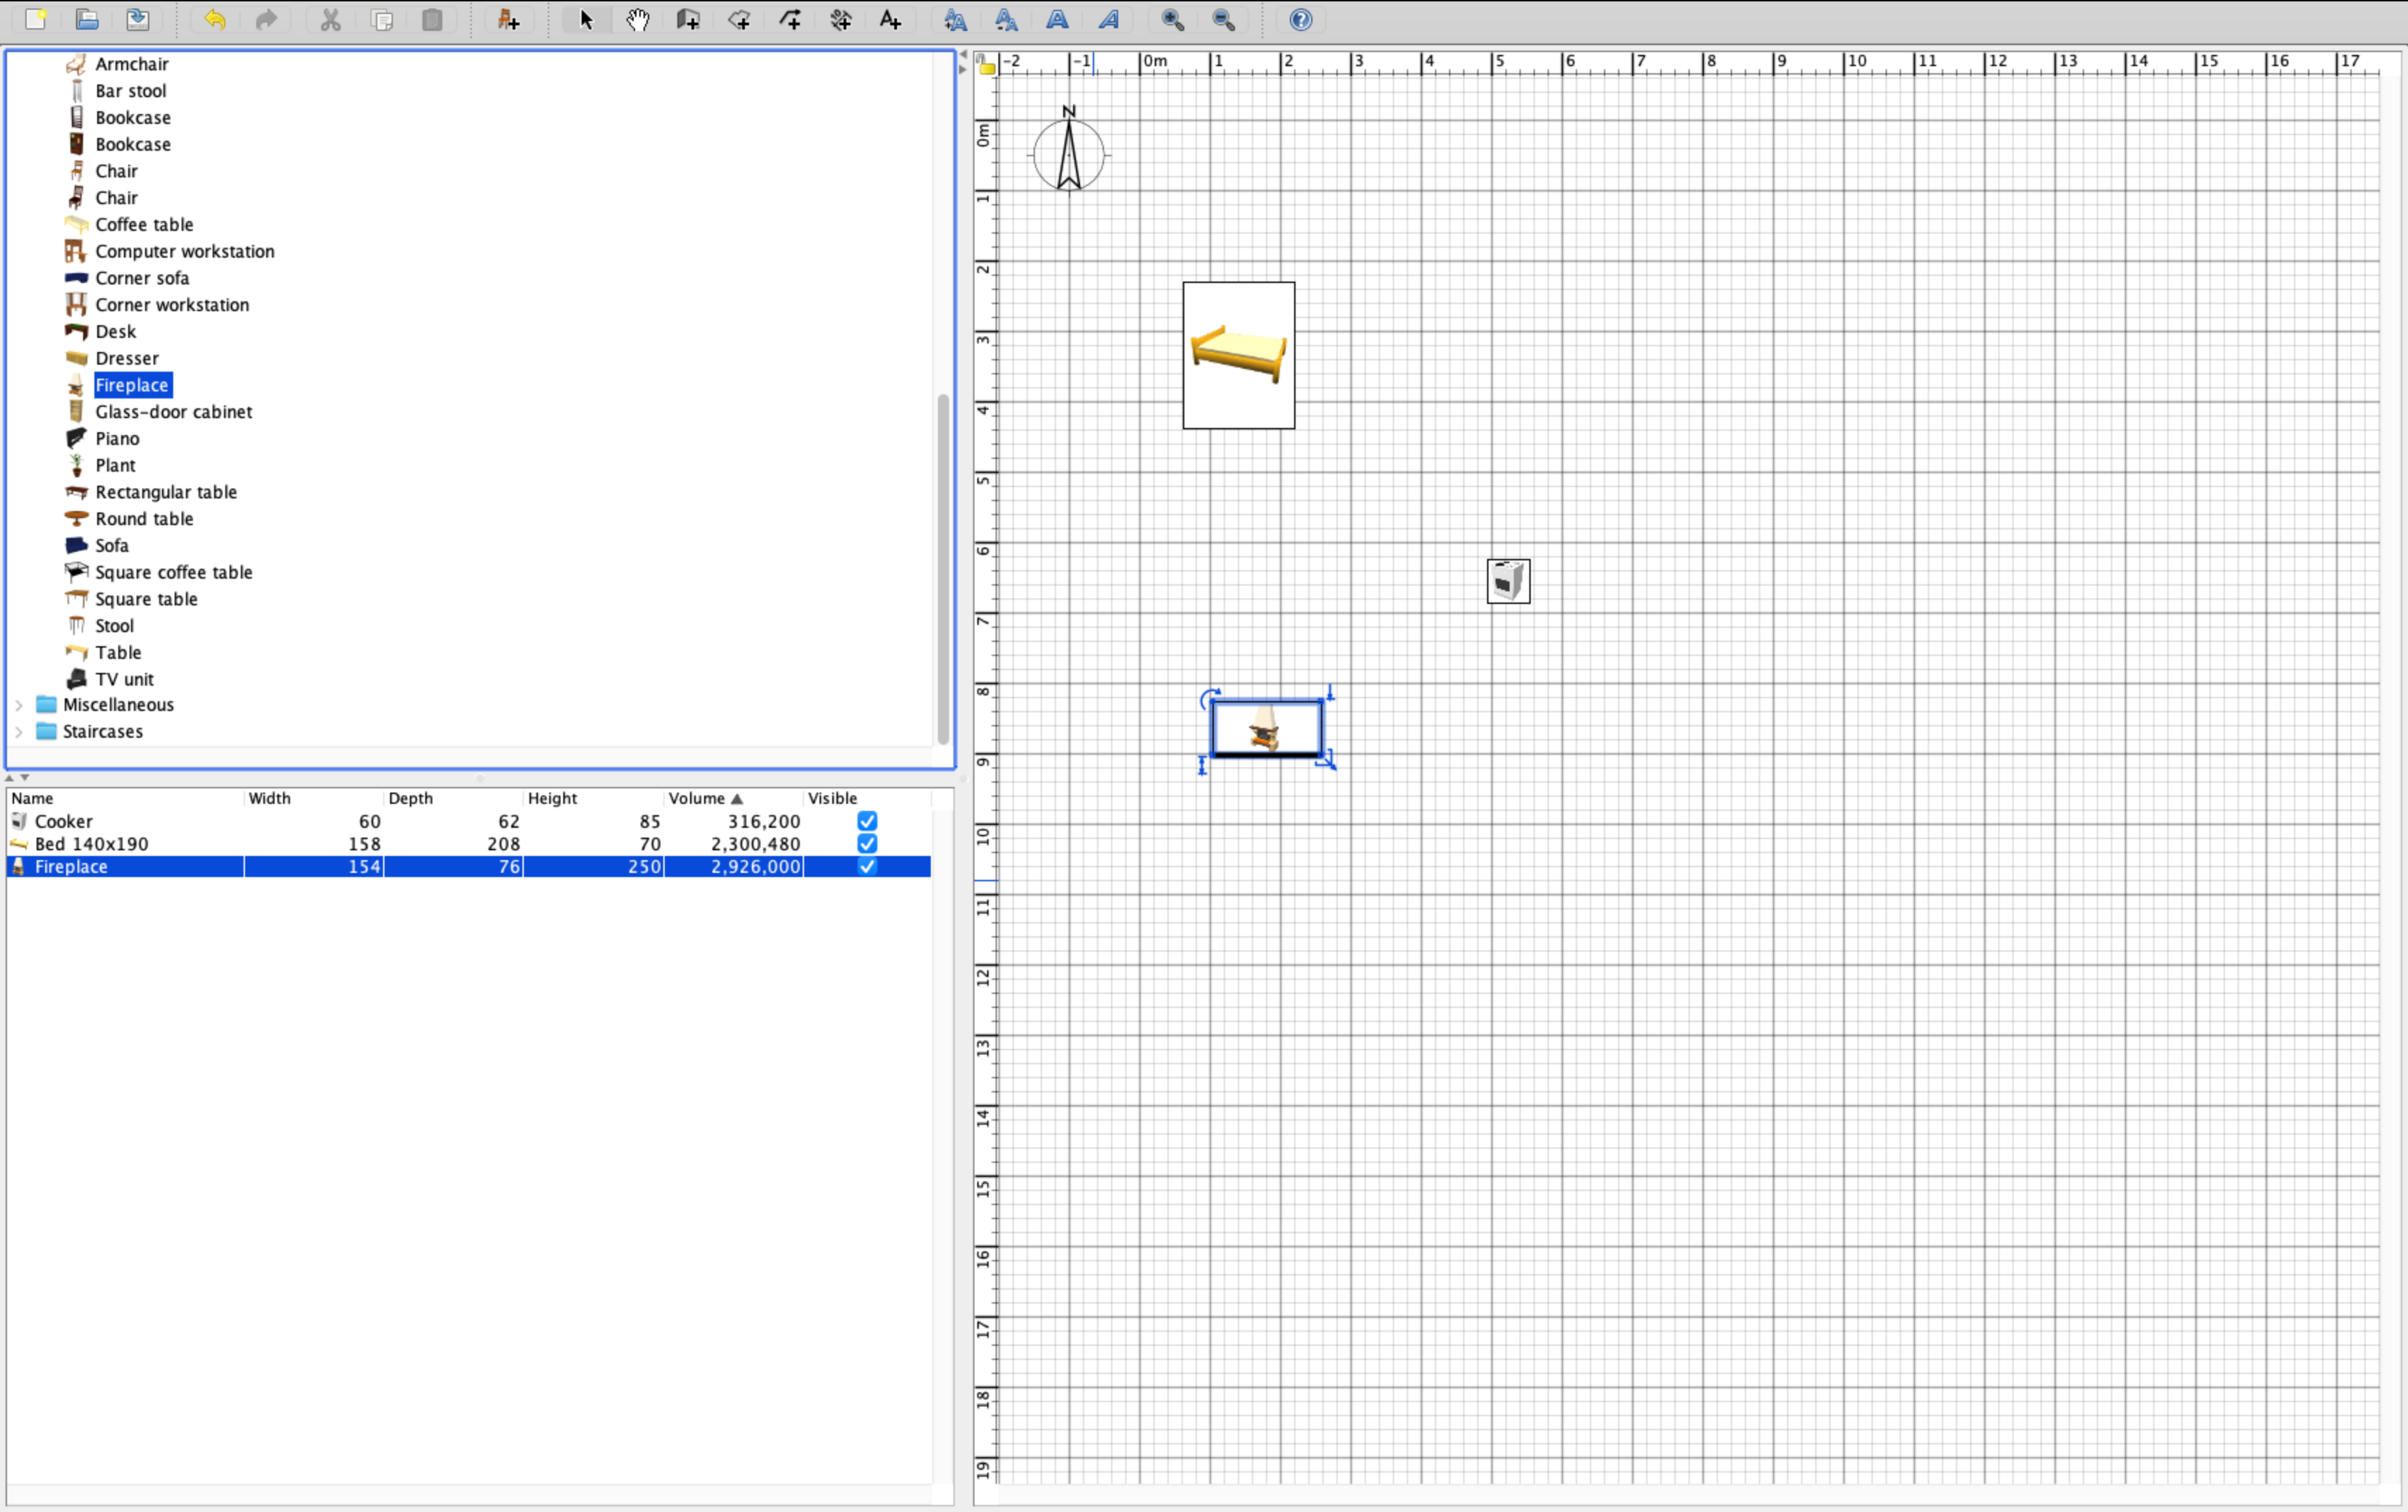 Armchair
Bar stool
Bookcase
Bookcase
Chair
Chair
Coffee table
Computer workstation
Corner sofa
Corner workstation
Desk
Dresser
Fireplace
Glass-door cabinet
Piano
Plant
Rectangular table
Round table
Sofa
Square coffee table
Square table
Stool
Table
TV unit
Miscellaneous
Staircases
Name Width Depth Height Volume Visible
Cooker 60 62 85 316,200
Bed 140x190 158 208 70 2,300,480
Fireplace 154 76 250 2,926,000
-2 -1 0m 1 2 3 4 5 6 7 8 9 10 11 12 13 14 15 16 17
N
0m
1
2
3
4
5
6
7
8
9
10
11
12
13
14
15
16
17
18
19